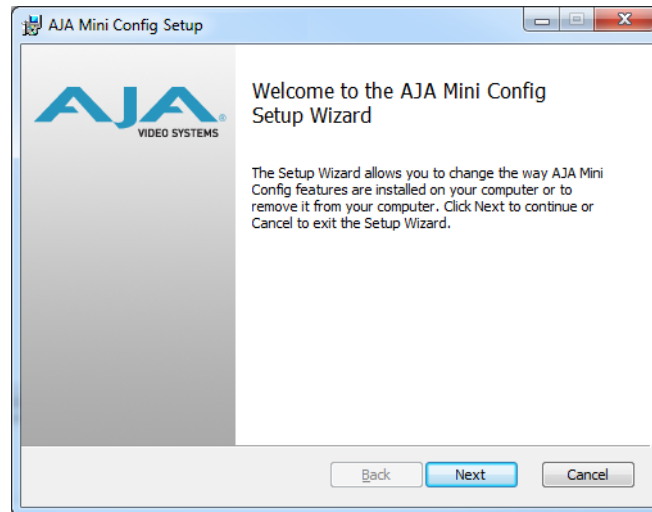 AJA Mini Config Setup
AJA®
VIDEO SYSTEMS
Welcome to the AJA Mini Config
Setup Wizard
The Setup Wizard allows you to change the way AJA Mini
Config features are installed on your computer or to
remove it from your computer. Click Next to continue or
Cancel to exit the Setup Wizard.
Back
Next
Cancel